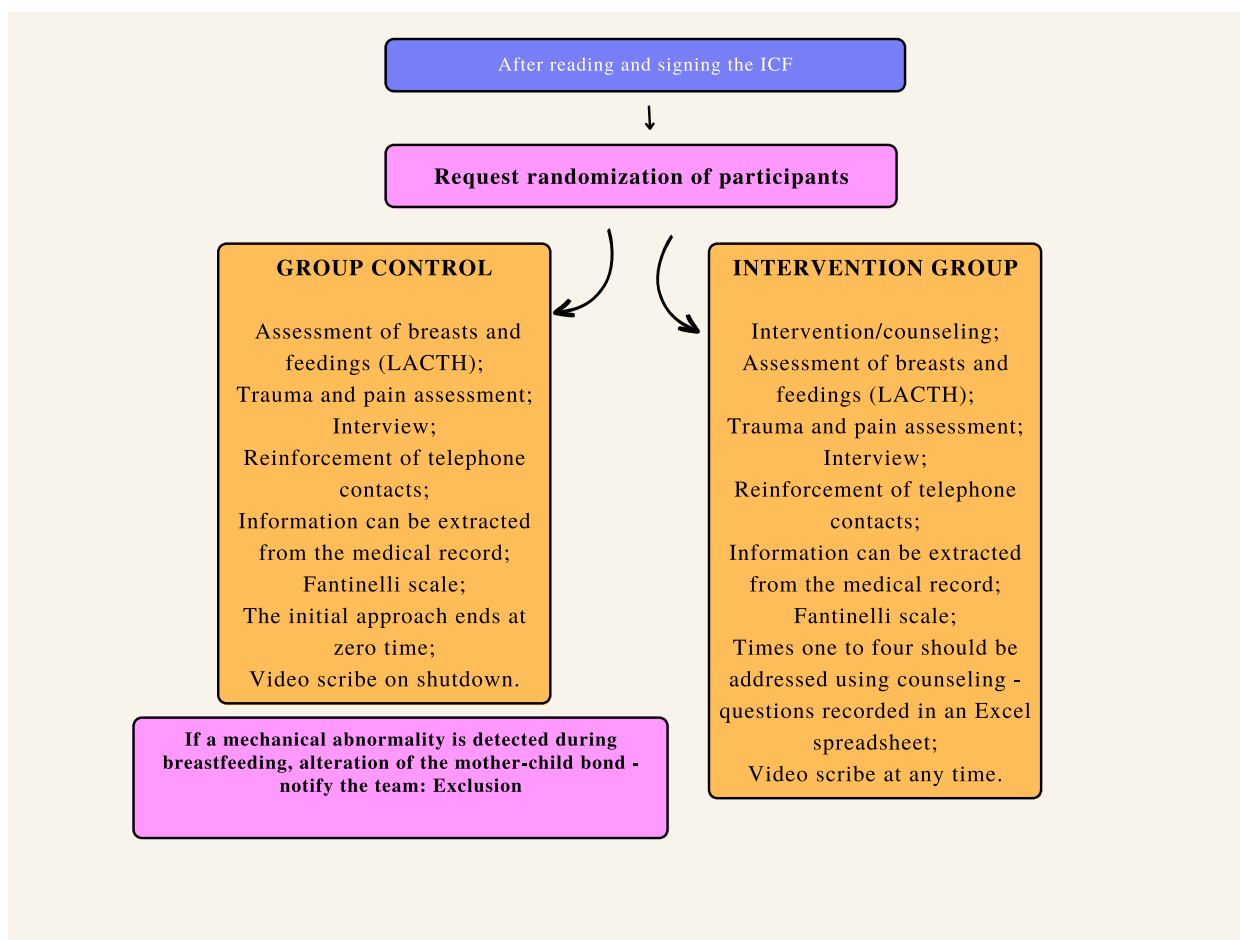 After reading and signing the ICF
Request randomization of participants
GROUP CONTROL
Assessment of breasts and
feedings (LACTH);
Trauma and pain assessment;
Interview;
Reinforcement of telephone
contacts;
Information can be extracted
from the medical record;
Fantinelli scale;
The initial approach ends at
zero time;
Video scribe on shutdown.
INTERVENTION GROUP
Intervention/counseling;
Assessment of breasts and
feedings (LACTH);
Trauma and pain assessment;
Interview;
Reinforcement of telephone
contacts;
Information can be extracted
from the medical record;
Fantinelli scale;
Times one to four should be
addressed using counseling -
questions recorded in an Excel
spreadsheet;
Video scribe at any time.
If a mechanical abnormality is detected during
breastfeeding, alteration of the mother-child bond -
notify the team: Exclusion